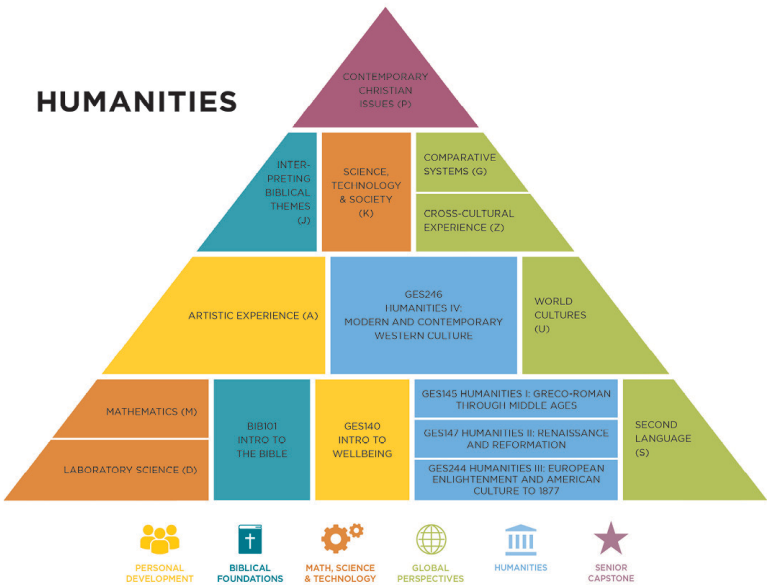 HUMANITIES
CONTEMPORARY
CHRISTIAN
ISSUES (P)
INTER-
PRETING
BIBLICAL
THEMES
(J)
SCIENCE,
TECHNOLOGY
& SOCIETY
(K)
COMPARATIVE
SYSTEMS (G)
CROSS-CULTURAL
EXPERIENCE (Z)
ARTISTIC EXPERIENCE (A)
GES246
HUMANITIES IV:
MODERN AND CONTEMPORARY
WESTERN CULTURE
WORLD
CULTURES
(U)
MATHEMATICS (M)
LABORATORY SCIENCE (D)
BIB101
INTRO TO
THE BIBLE
GES140
INTRO TO
WELLBEING
GES145 HUMANITIES I: GRECO-ROMAN
THROUGH MIDDLE AGES
GES147 HUMANITIES II: RENAISSANCE
AND REFORMATION
GES244 HUMANITIES III: EUROPEAN
ENLIGHTENMENT AND AMERICAN
CULTURE TO 1877
SECOND
LANGUAGE
(S)
PERSONAL
DEVELOPMENT
BIBLICAL
FOUNDATIONS
MATH, SCIENCE
& TECHNOLOGY
GLOBAL
PERSPECTIVES
HUMANITIES
SENIOR
CAPSTONE